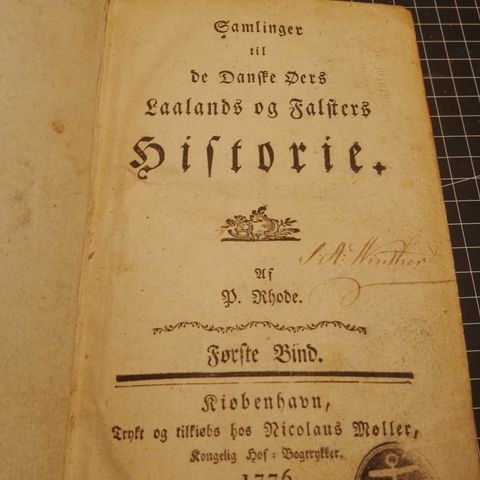 Samlinger
til
de Danske Øers
Laalands og Falsters
Historie.
Af
P. Rhode.
S. A. Winther
Første Bind.
Kiøbenhavn,
Trykt og tilkiøbs hos Nicolaus Møller,
Kongelig Hof-Bogtrykker.
1776